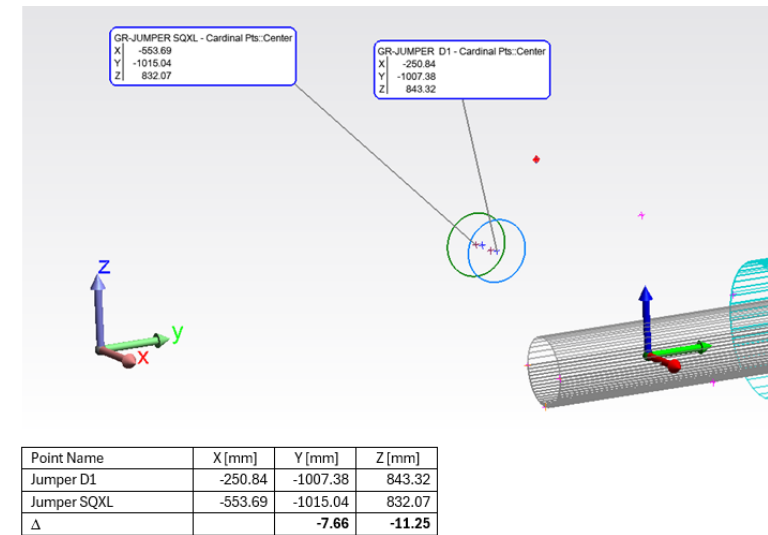 GR-JUMPER SQXL - Cardinal Pts::Center
X -553.69
Y -1015.04
Z 832.07
GR-JUMPER D1 - Cardinal Pts::Center
X -250.84
Y -1007.38
Z 843.32
z
y
x
Point Name X [mm] Y [mm] Z [mm]
Jumper D1 -250.84 -1007.38 843.32
Jumper SQXL -553.69 -1015.04 832.07
Δ -7.66 -11.25